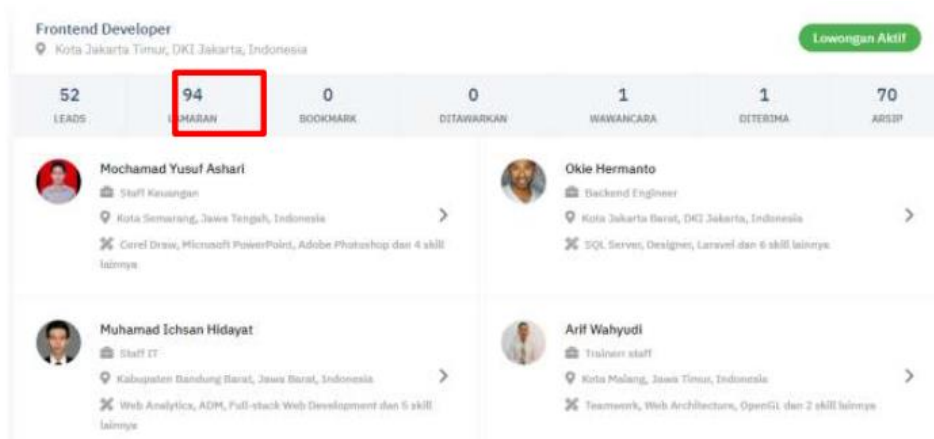 Frontend Developer
Kota Jakarta Timur, DKI Jakarta, Indonesia
Lowongan Aktif
52 94 0 0 1 1 70
LEADS LAMARAN BOOKMARK DITAWARKAN WAWANCARA DITERIMA ARSIP
Mochamad Yusuf Ashari
Staff Keuangan
Kota Semarang, Jawa Tengah, Indonesia
Corel Draw, Microsoft PowerPoint, Adobe Photoshop dan 4 skill
lainnya
Okie Hermanto
Backend Engineer
Kota Jakarta Barat, DKI Jakarta, Indonesia
SQL Server, Designer, Laravel dan 6 skill lainnya
Muhamad Ichsan Hidayat
Staff IT
Kabupaten Bandung Barat, Jawa Barat, Indonesia
Web Analytics, ADM, Full-stack Web Development dan 5 skill
lainnya
Arif Wahyudi
Trainerr staff
Kota Malang, Jawa Timur, Indonesia
Teamwork, Web Architecture, OpenGL dan 2 skill lainnya